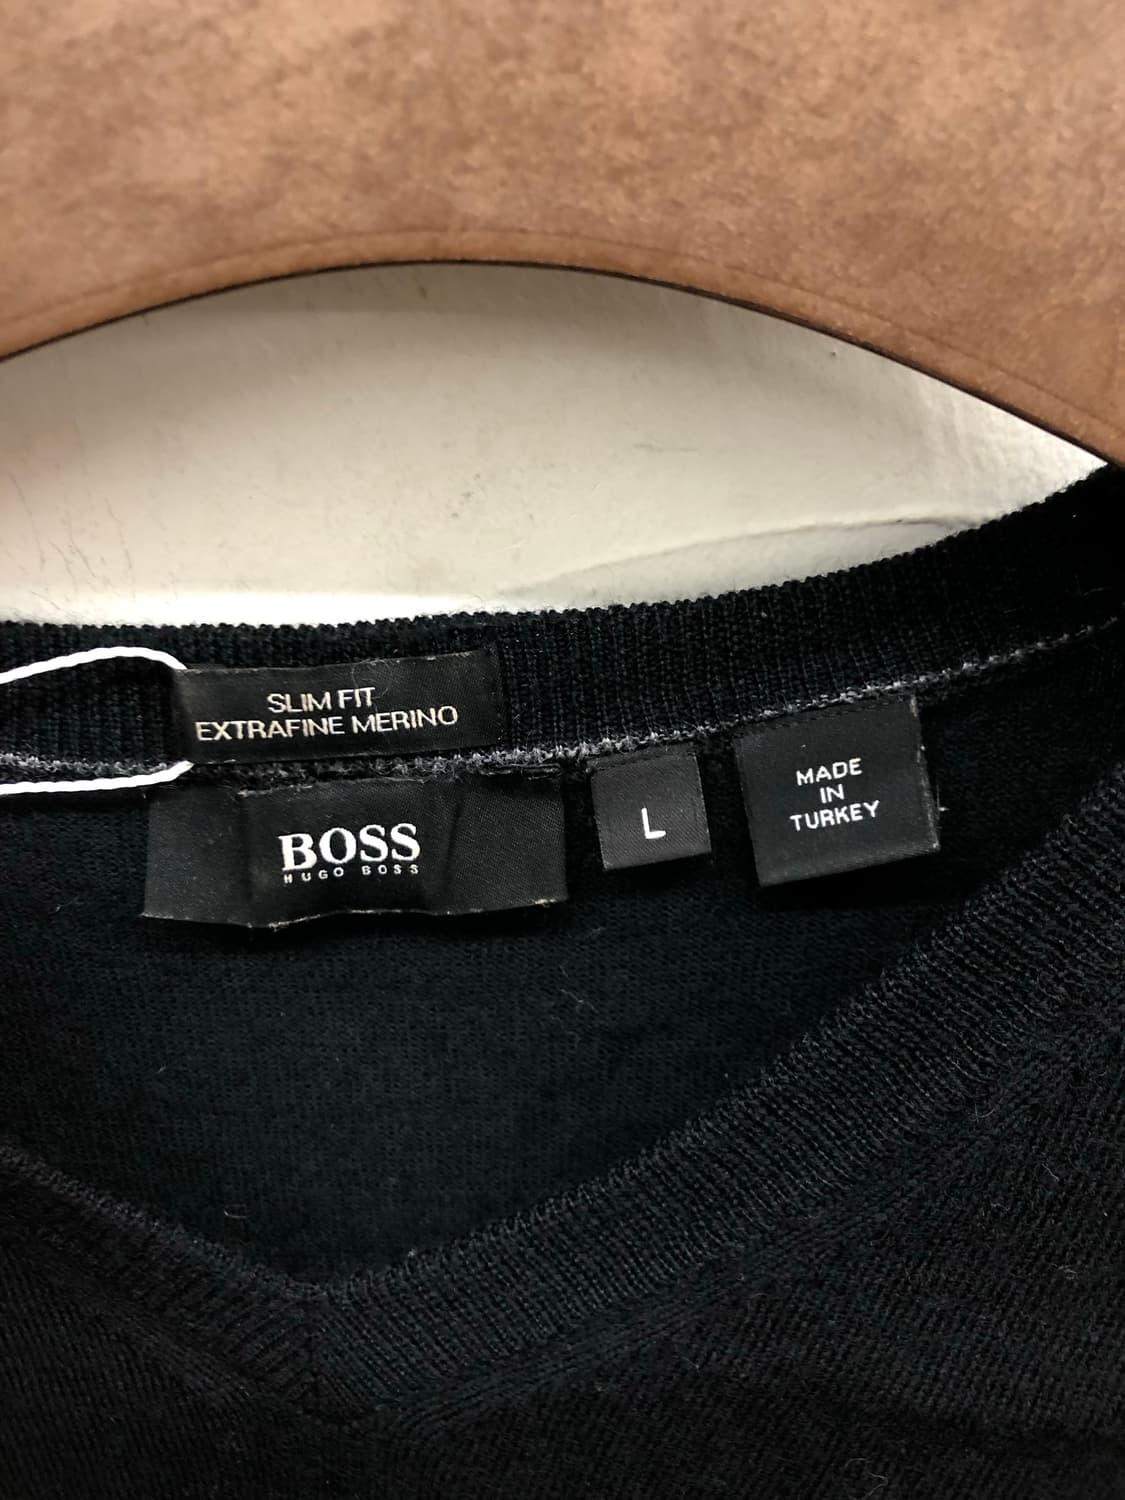 SLIM FIT
EXTRAFINE MERINO
BOSS
HUGO BOSS
L
MADE
IN
TURKEY